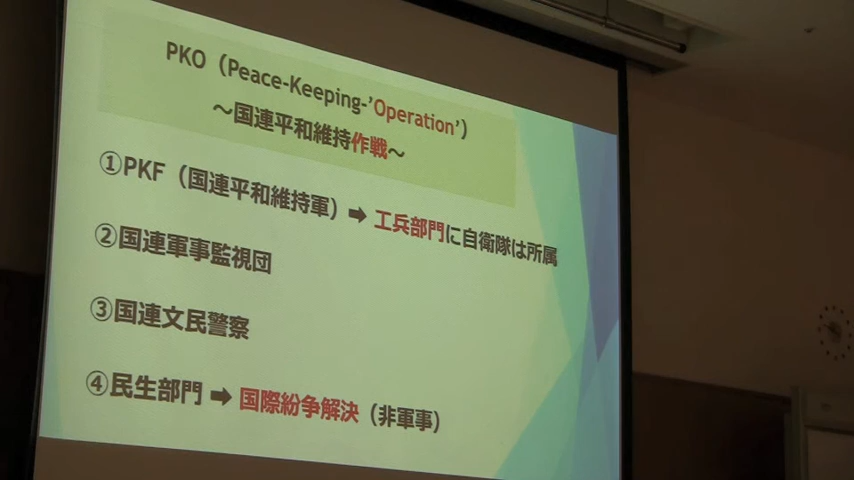 PKO（Peace-Keeping-’Operation’）
～国連平和維持作戦～
①PKF（国連平和維持軍）➡ 工兵部門に自衛隊は所属
②国連軍事監視団
③国連文民警察
④民生部門 ➡ 国際紛争解決（非軍事）